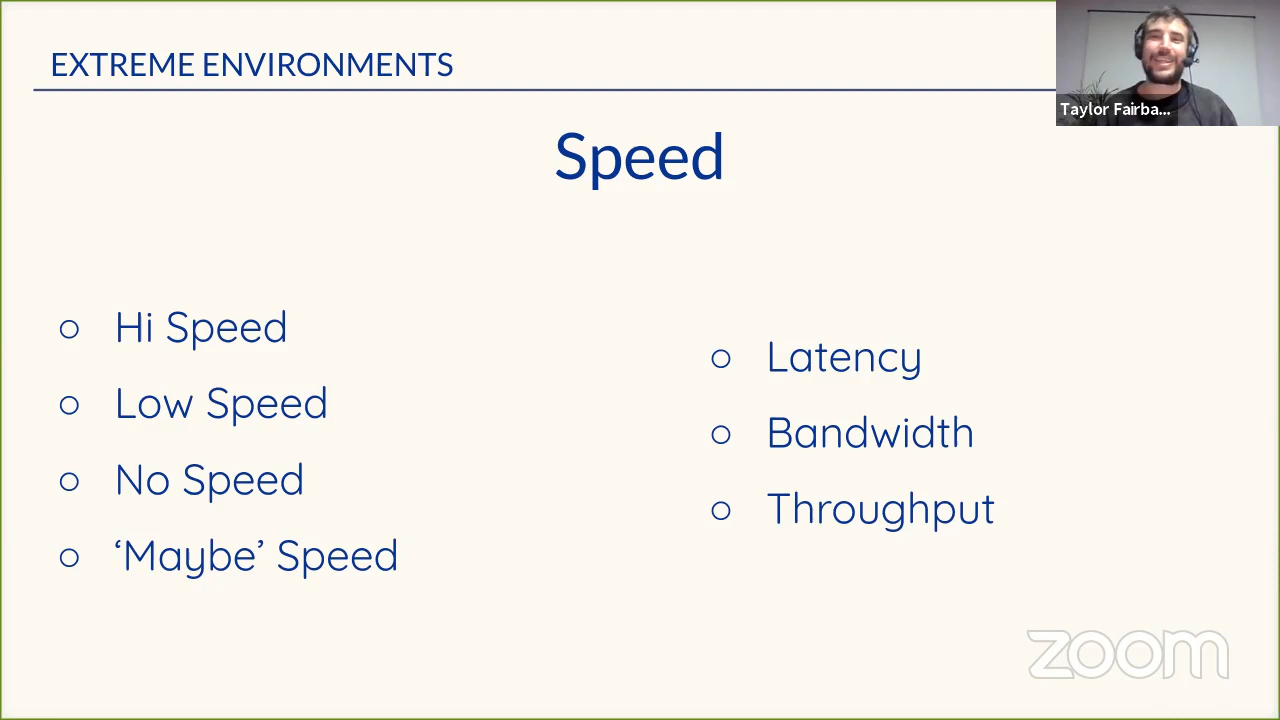 EXTREME ENVIRONMENTS
Taylor Fairba...
Speed
○ Hi Speed
○ Low Speed
○ No Speed
○ ‘Maybe’ Speed
○ Latency
○ Bandwidth
○ Throughput
zoom